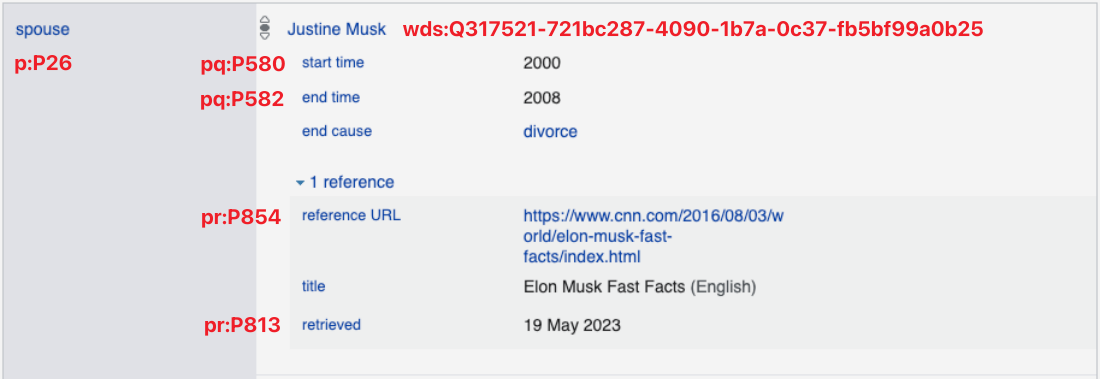 spouse Justine Musk wds:Q317521-721bc287-4090-1b7a-0c37-fb5bf99a0b25
p:P26 pq:P580 start time 2000
pq:P582 end time 2008
end cause divorce
1 reference
pr:P854 reference URL https://www.cnn.com/2016/08/03/w
orld/elon-musk-fast-
facts/index.html
title Elon Musk Fast Facts (English)
pr:P813 retrieved 19 May 2023